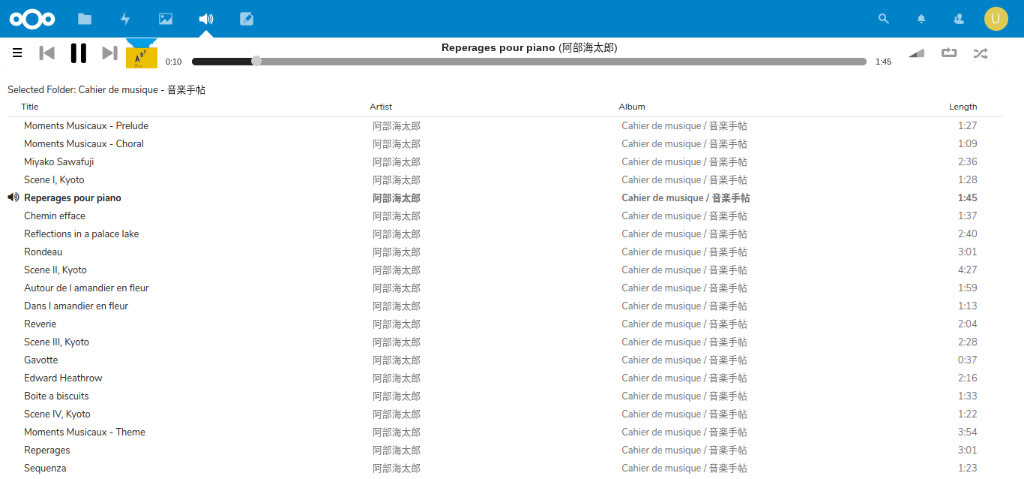 U
Reperages pour piano (阿部海太郎)
0:10
1:45
Selected Folder: Cahier de musique - 音楽手帖
Title Artist Album Length
Moments Musicaux - Prelude 阿部海太郎 Cahier de musique / 音楽手帖 1:27
Moments Musicaux - Choral 阿部海太郎 Cahier de musique / 音楽手帖 1:09
Miyako Sawafuji 阿部海太郎 Cahier de musique / 音楽手帖 2:36
Scene I, Kyoto 阿部海太郎 Cahier de musique / 音楽手帖 1:28
Reperages pour piano 阿部海太郎 Cahier de musique / 音楽手帖 1:45
Chemin efface 阿部海太郎 Cahier de musique / 音楽手帖 1:37
Reflections in a palace lake 阿部海太郎 Cahier de musique / 音楽手帖 2:40
Rondeau 阿部海太郎 Cahier de musique / 音楽手帖 3:01
Scene II, Kyoto 阿部海太郎 Cahier de musique / 音楽手帖 4:27
Autour de l amandier en fleur 阿部海太郎 Cahier de musique / 音楽手帖 1:59
Dans l amandier en fleur 阿部海太郎 Cahier de musique / 音楽手帖 1:13
Reverie 阿部海太郎 Cahier de musique / 音楽手帖 2:04
Scene III, Kyoto 阿部海太郎 Cahier de musique / 音楽手帖 2:28
Gavotte 阿部海太郎 Cahier de musique / 音楽手帖 0:37
Edward Heathrow 阿部海太郎 Cahier de musique / 音楽手帖 2:16
Boite a biscuits 阿部海太郎 Cahier de musique / 音楽手帖 1:33
Scene IV, Kyoto 阿部海太郎 Cahier de musique / 音楽手帖 1:22
Moments Musicaux - Theme 阿部海太郎 Cahier de musique / 音楽手帖 3:54
Reperages 阿部海太郎 Cahier de musique / 音楽手帖 3:01
Sequenza 阿部海太郎 Cahier de musique / 音楽手帖 1:23